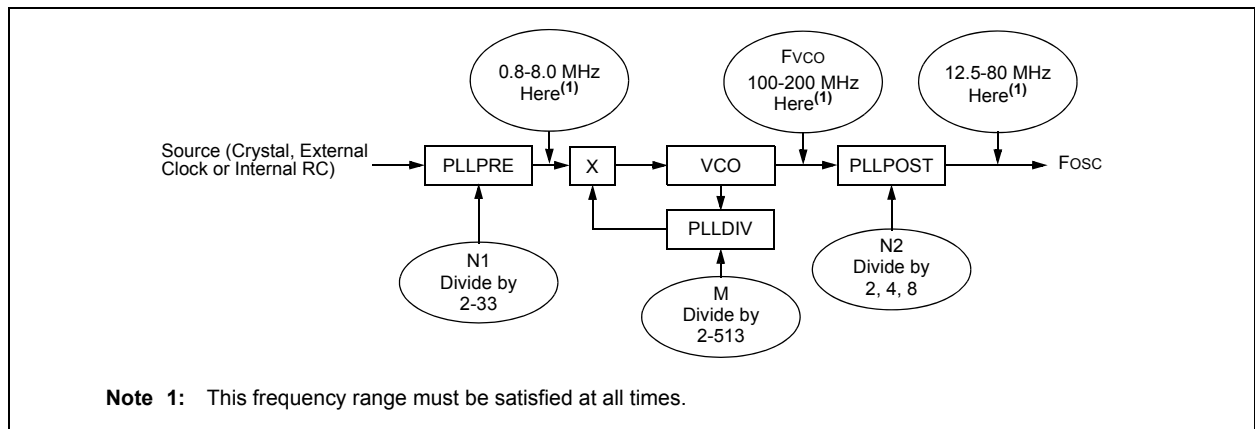 0.8-8.0 MHz
Here(1)
FVCO
100-200 MHz
Here(1)
12.5-80 MHz
Here(1)
Source (Crystal, External
Clock or Internal RC)
PLLPRE
X
VCO
PLLPOST
FOSC
PLLDIV
N1
Divide by
2-33
M
Divide by
2-513
N2
Divide by
2, 4, 8
Note 1: This frequency range must be satisfied at all times.